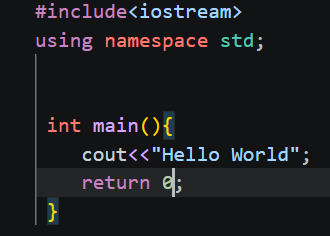 #include<iostream>
using namespace std;
int main(){
cout<<"Hello World";
return 0;
}